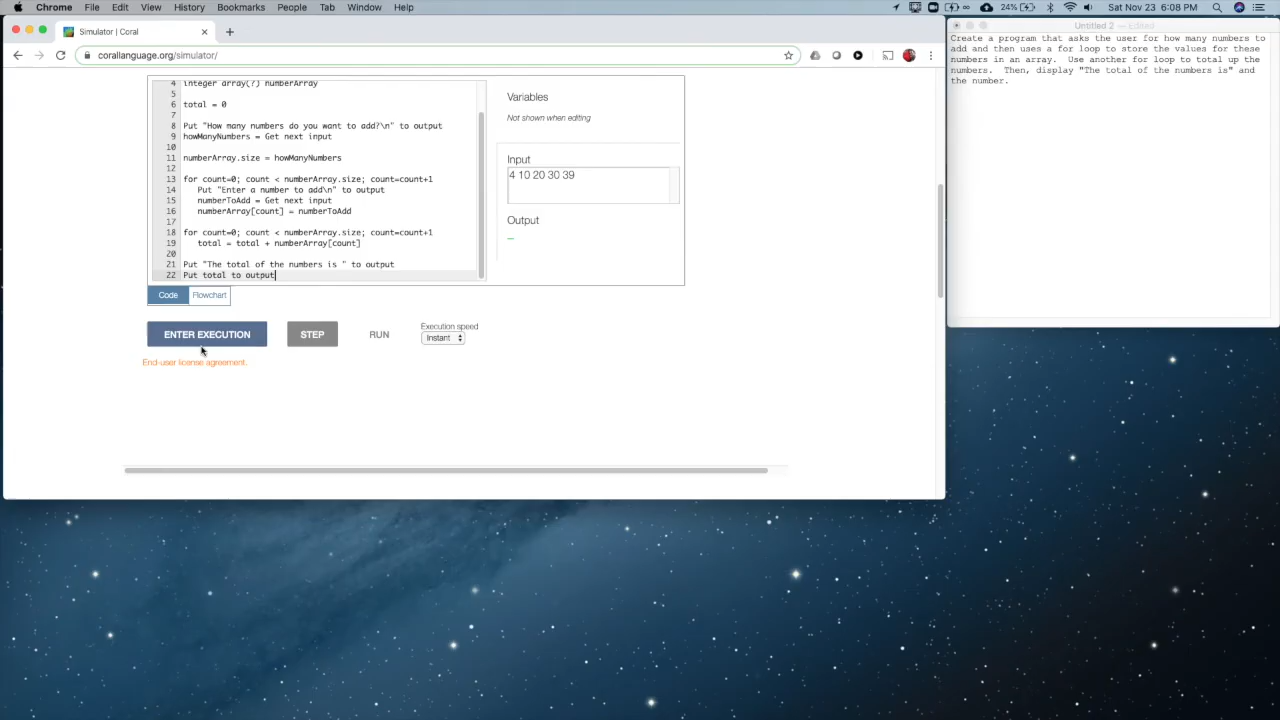 Chrome File Edit View History Bookmarks People Tab Window Help
24% Sat Nov 23 6:08 PM
Simulator | Coral
corallanguage.org/simulator/
4 integer array(?) numberArray
5
6 total = 0
7
8 Put "How many numbers do you want to add?\n" to output
9 howManyNumbers = Get next input
10
11 numberArray.size = howManyNumbers
12
13 for count=0; count < numberArray.size; count=count+1
14 Put "Enter a number to add\n" to output
15 numberToAdd = Get next input
16 numberArray[count] = numberToAdd
17
18 for count=0; count < numberArray.size; count=count+1
19 total = total + numberArray[count]
20
21 Put "The total of the numbers is " to output
22 Put total to output
Variables
Not shown when editing
Input
4 10 20 30 39
Output
Code Flowchart
ENTER EXECUTION STEP RUN
Execution speed
Instant
End-user license agreement.
Untitled 2 — Edited
Create a program that asks the user for how many numbers to
add and then uses a for loop to store the values for these
numbers in an array. Use another for loop to total up the
numbers. Then, display "The total of the numbers is" and
the number.